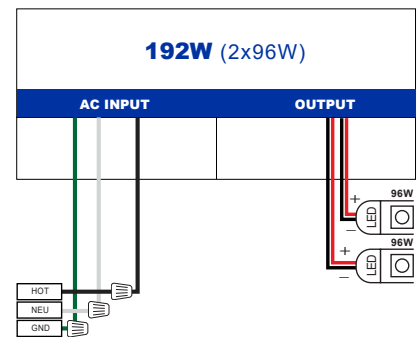 192W (2x96W)
AC INPUT
OUTPUT
96W
+
LED
−
96W
+
LED
−
HOT
NEU
GND